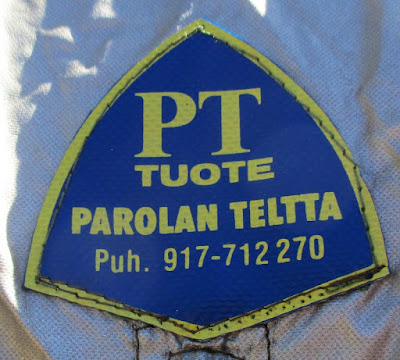 PT
TUOTE
PAROLAN TELTTA
Puh. 917-712 270